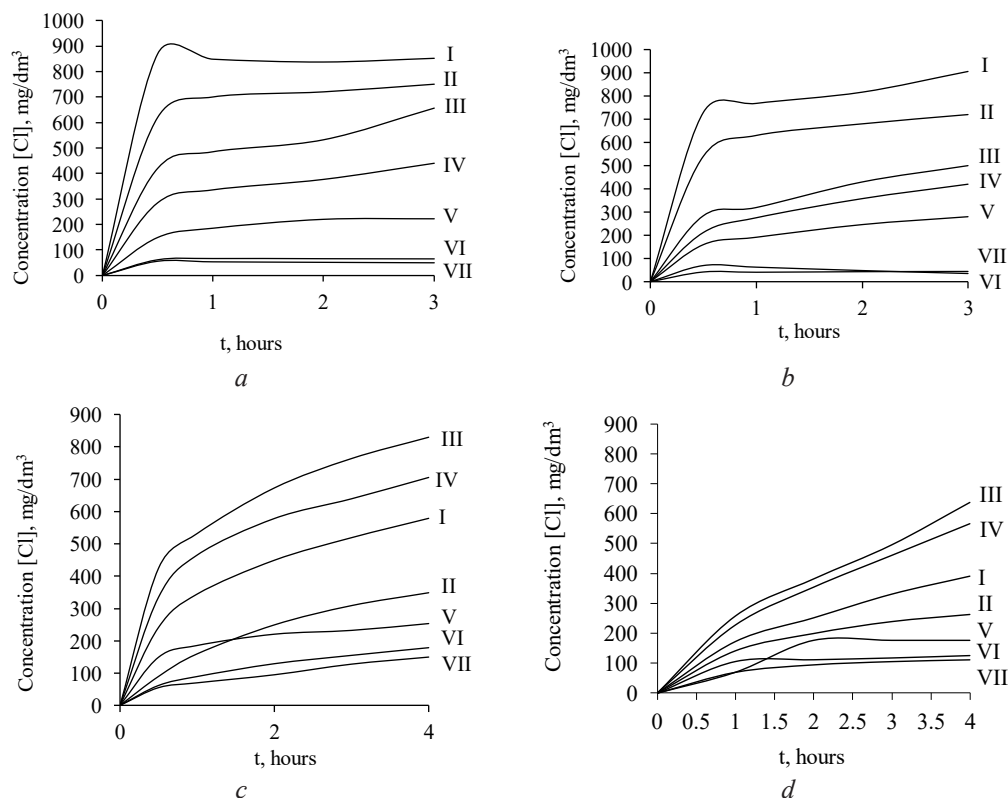 Concentration [Cl], mg/dm³
1000
900
800
700
600
500
400
300
200
100
0
0
1
2
3
I
II
III
IV
V
VI
VII
t, hours
a
Concentration [Cl], mg/dm³
1000
900
800
700
600
500
400
300
200
100
0
0
1
2
3
I
II
III
IV
V
VII
VI
t, hours
b
Concentration [Cl], mg/dm³
900
800
700
600
500
400
300
200
100
0
0
2
4
III
IV
I
II
V
VI
VII
t, hours
c
Concentration [Cl], mg/dm³
900
800
700
600
500
400
300
200
100
0
0 0.5 1 1.5 2 2.5 3 3.5 4
III
IV
I
II
V
VI
VII
t, hours
d